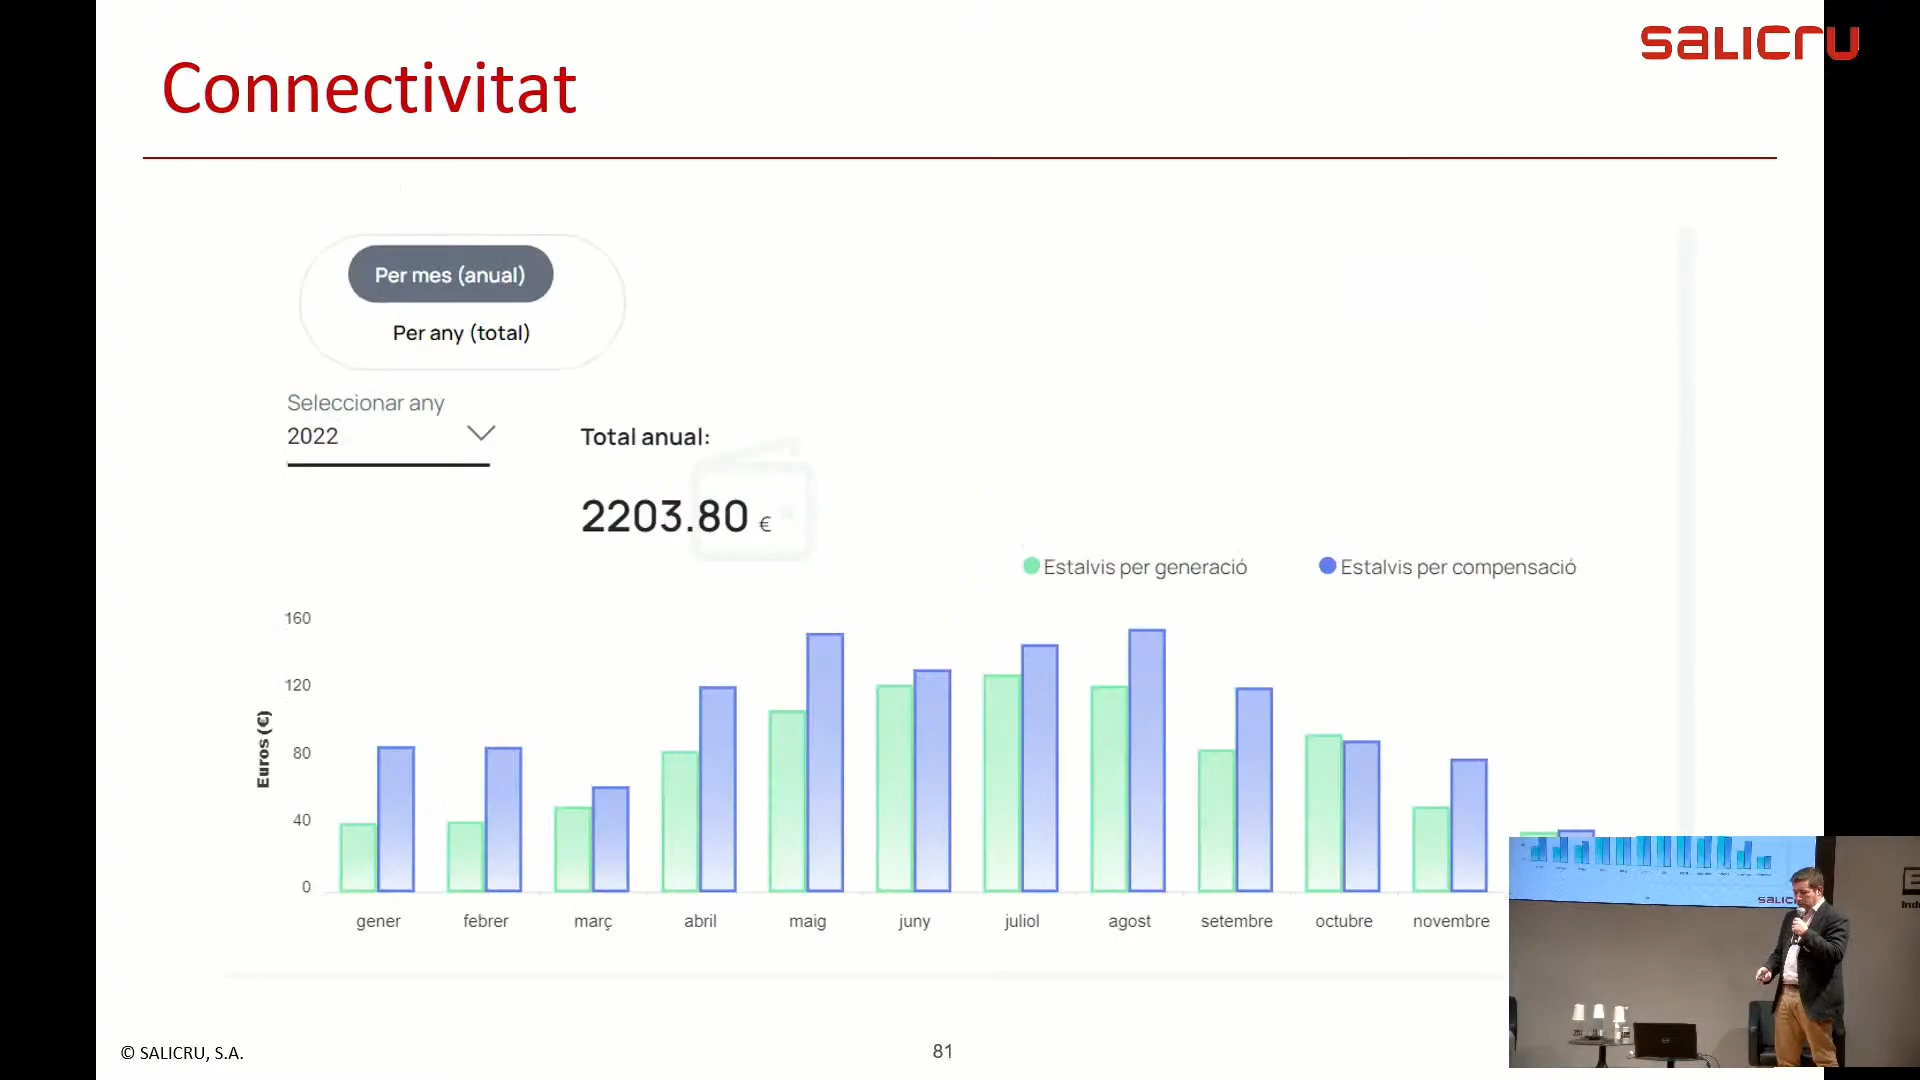 SALICRU
Connectivitat
Per mes (anual)
Per any (total)
Seleccionar any
2022
Total anual:
2203.80 €
Estalvis per generació
Estalvis per compensació
160
120
80
40
0
Euros (€)
gener
febrer
març
abril
maig
juny
juliol
agost
setembre
octubre
novembre
© SALICRU, S.A.
81